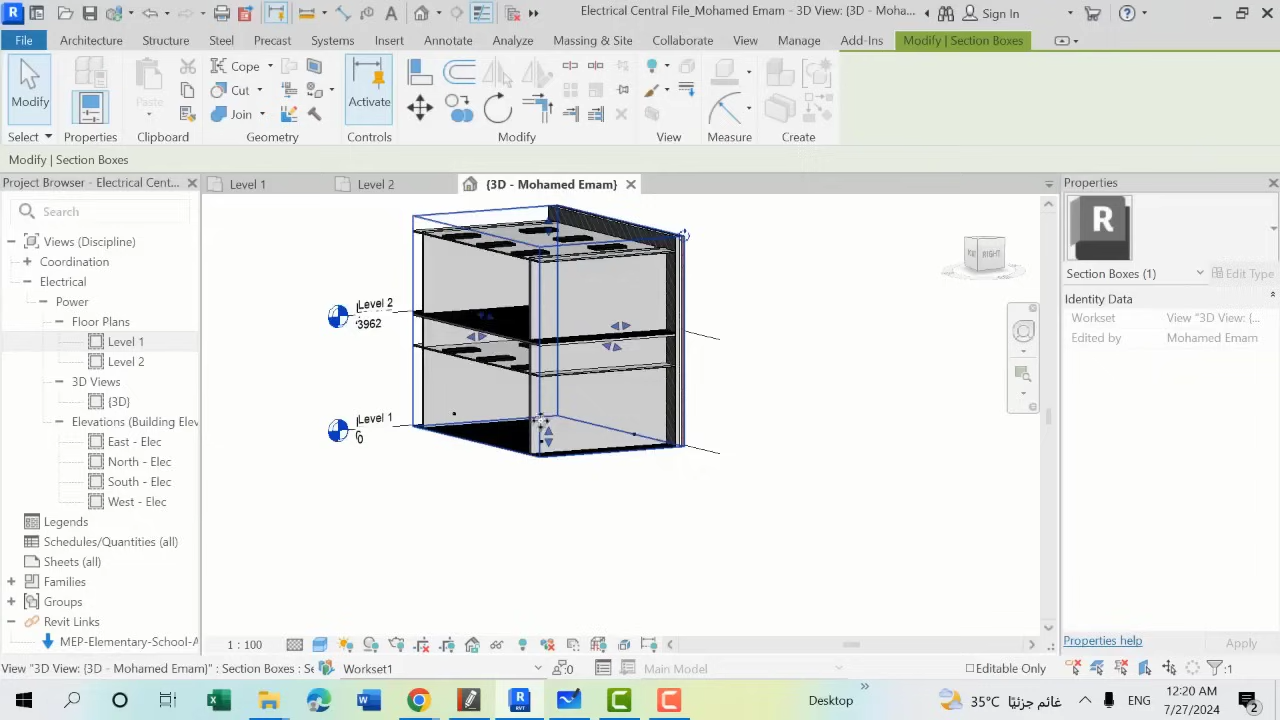 Electrical Central File_Mohamed Emam - 3D View: {3D - Moha...
Sign In
File
Architecture
Structure
Steel
Precast
Systems
Insert
Annotate
Analyze
Massing & Site
Collaborate
View
Manage
Add-Ins
Modify | Section Boxes
Modify
Properties
Paste
Cope
Cut
Join
Activate
Select
Properties
Clipboard
Geometry
Controls
Modify
View
Measure
Create
Modify | Section Boxes
Project Browser - Electrical Cent...
Search
Level 1
Level 2
{3D - Mohamed Emam}
Properties
Views (Discipline)
Coordination
Electrical
Power
Floor Plans
Level 1
Level 2
3D Views
{3D}
Elevations (Building Elev
East - Elec
North - Elec
South - Elec
West - Elec
Legends
Schedules/Quantities (all)
Sheets (all)
Families
Groups
Revit Links
MEP-Elementary-School-A
Level 2
3962
Level 1
0
RIGHT
R
Section Boxes (1)
Edit Type
Identity Data
Workset
View "3D View: {...
Edited by
Mohamed Emam
Properties help
Apply
1 : 100
View "3D View: {3D - Mohamed Emam}" : Section Boxes : Se
Workset1
:0
Main Model
Editable Only
:1
Desktop
35°C
غائم جزئيًا
ENG
12:20 AM
7/27/2024
2